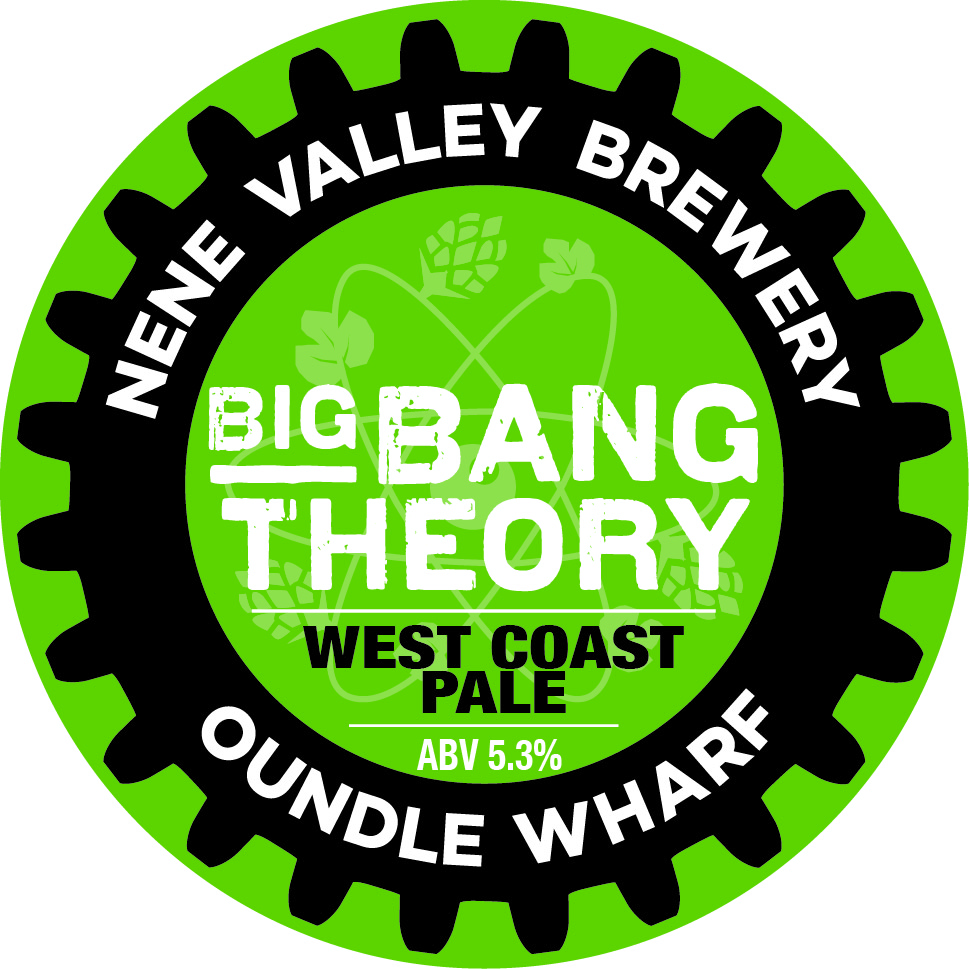 NENE VALLEY BREWERY
BIG BANG
THEORY
WEST COAST
PALE
ABV 5.3%
OUNDLE WHARF